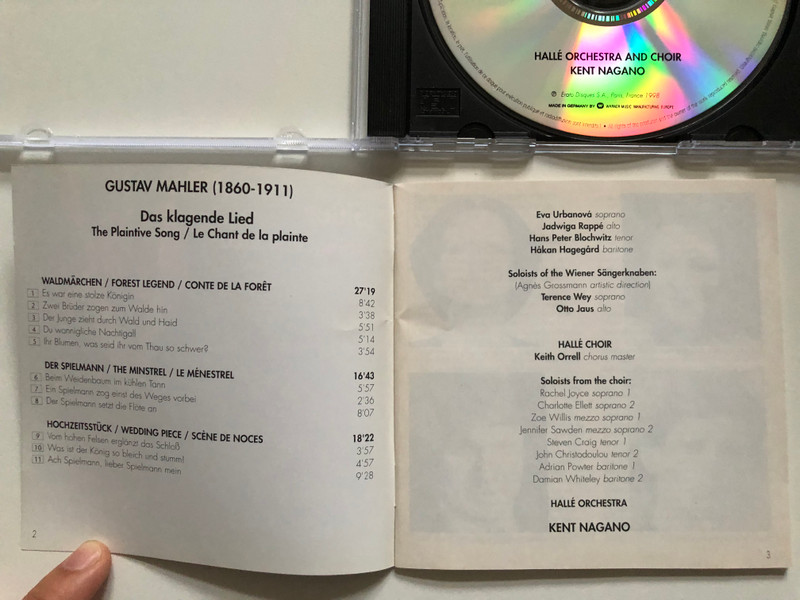 HALLÉ ORCHESTRA AND CHOIR
KENT NAGANO
℗ Erato Disques S.A., Paris, France 1998
MADE IN GERMANY BY WARNER MUSIC MANUFACTURING EUROPE
GUSTAV MAHLER (1860-1911)
Das klagende Lied
The Plaintive Song / Le Chant de la plainte
WALDMÄRCHEN / FOREST LEGEND / CONTE DE LA FORÊT 27'19
1 Es war eine stolze Königin 8'42
2 Zwei Brüder zogen zum Walde hin 3'38
3 Der Junge zieht durch Wald und Haid 5'51
4 Du wonnigliche Nachtigall 5'14
5 Ihr Blumen, was seid ihr vom Thau so schwer? 3'54
DER SPIELMANN / THE MINSTREL / LE MÉNESTREL 16'43
6 Beim Weidenbaum im kühlen Tann 5'57
7 Ein Spielmann zog einst des Weges vorbei 2'36
8 Der Spielmann setzt die Flöte an 8'07
HOCHZEITSSTÜCK / WEDDING PIECE / SCÈNE DE NOCES 18'22
9 Vom hohen Felsen erglänzt das Schloß 3'57
10 Was ist der König so bleich und stumm? 4'57
11 Ach Spielmann, lieber Spielmann mein 9'28
2
Eva Urbanová soprano
Jadwiga Rappé alto
Hans Peter Blochwitz tenor
Håkan Hagegård baritone
Soloists of the Wiener Sängerknaben:
(Agnès Grossmann artistic direction)
Terence Wey soprano
Otto Jaus alto
HALLÉ CHOIR
Keith Orrell chorus master
Soloists from the choir:
Rachel Joyce soprano 1
Charlotte Ellett soprano 2
Zoe Willis mezzo soprano 1
Jennifer Sawden mezzo soprano 2
Steven Craig tenor 1
John Christodoulou tenor 2
Adrian Powter baritone 1
Damian Whiteley baritone 2
HALLÉ ORCHESTRA
KENT NAGANO
3